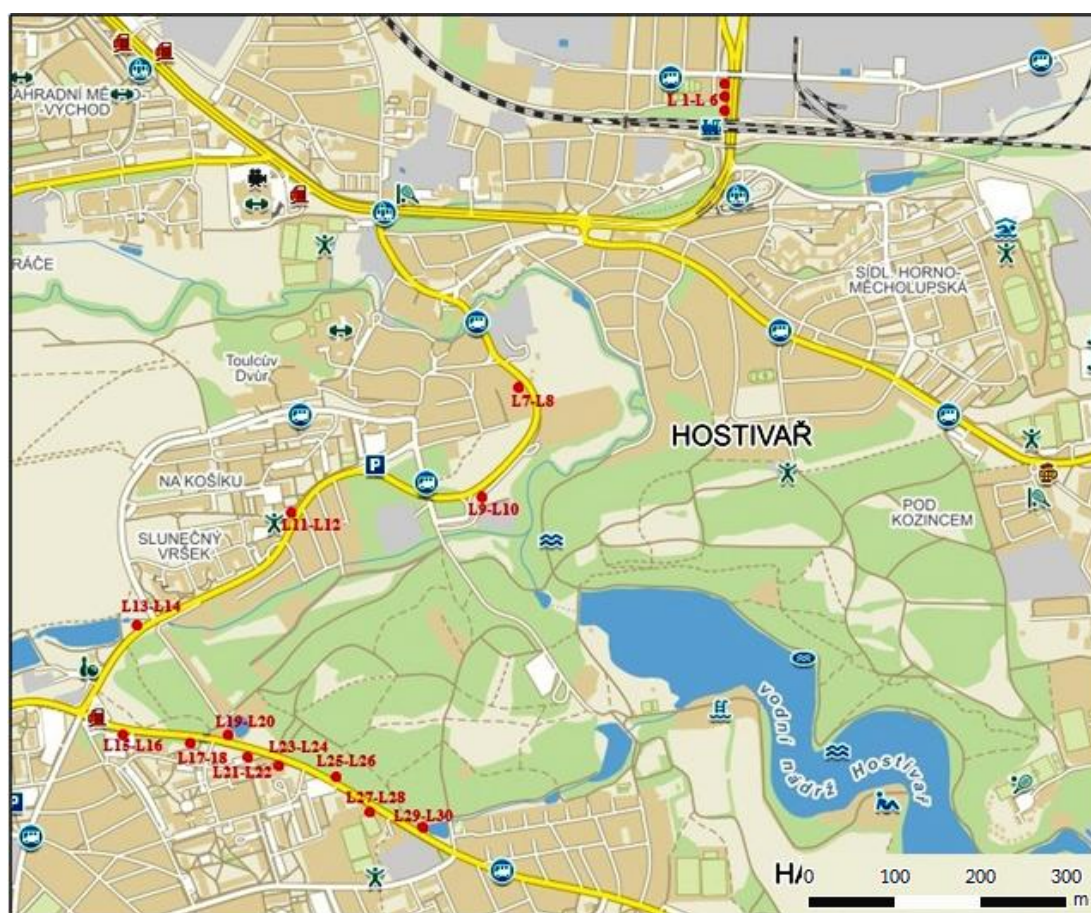 AHRADNÍ MĚ
-VÝCHOD
L 1-L 6
RÁČE
SÍDL. HORNO-
MĚCHOLUPSKÁ
Toulcův
Dvůr
L7-L8
HOSTIVAŘ
P
NA KOŠÍKU
L9-L10
L11-L12
POD
KOZINCEM
SLUNEČNÝ
VRŠEK
L13-L14
L19-L20
L15-L16
L17-18
L23-L24
L21-L22
L25-L26
vodní nádrž Hostivař
L27-L28
P
L29-L30
HA
0 100 200 300
m